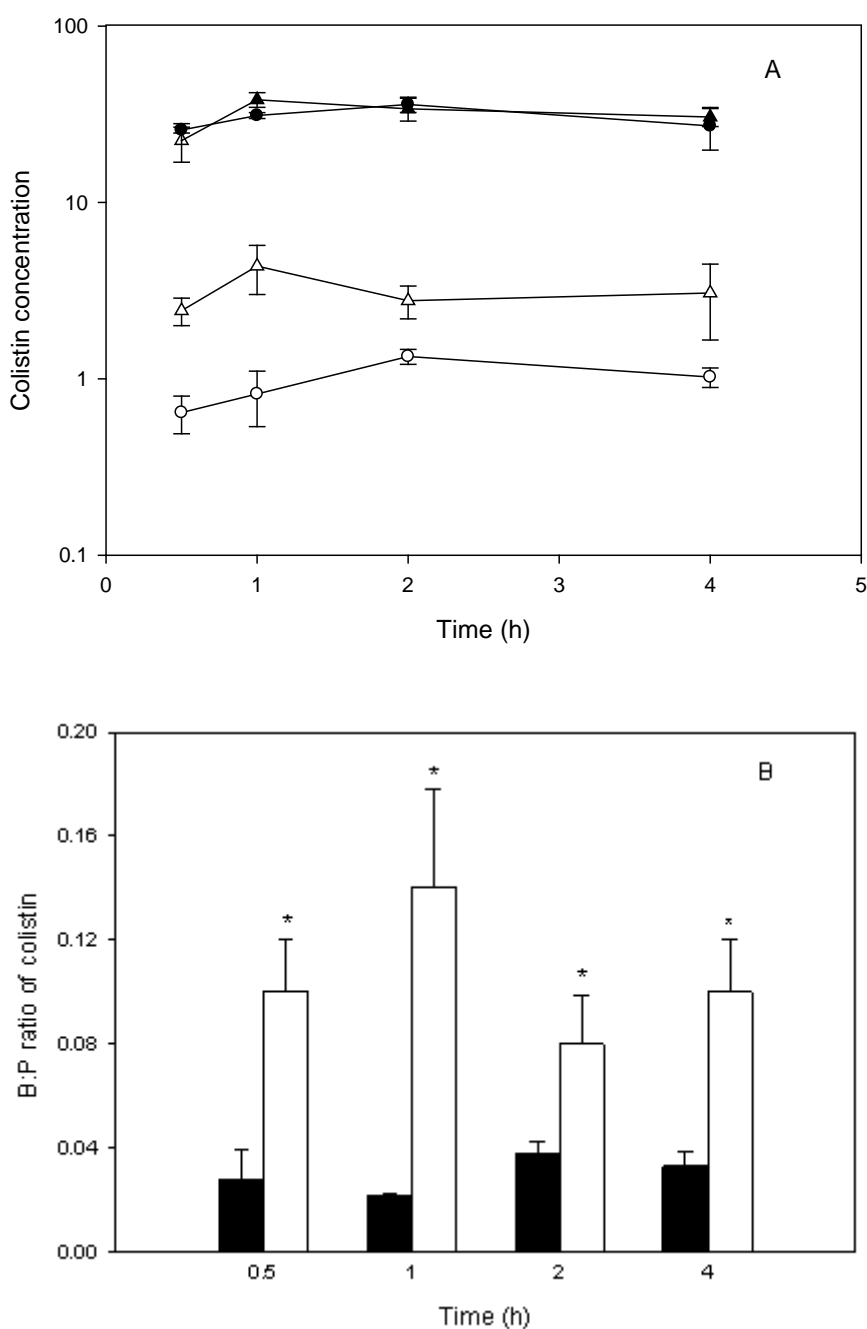 100
A
10
1
0.1
Colistin concentration
0 1 2 3 4 5
Time (h)
0.20
B
*
0.16
* *
0.12
*
0.08
0.04
0.00
B:P ratio of colistin
0.5 1 2 4
Time (h)